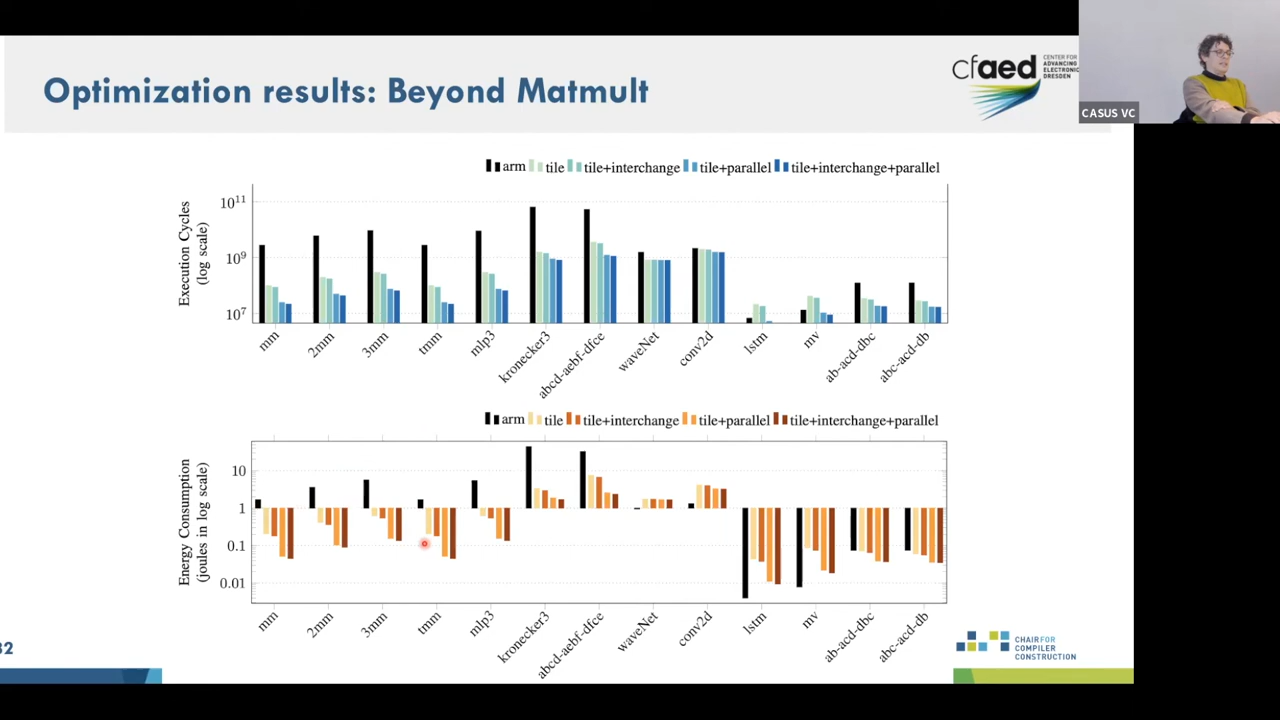 Optimization results: Beyond Matmult
cfaed
CENTER FOR
ADVANCING
ELECTRONIC
DRESDEN
CASUS VC
arm tile tile+interchange tile+parallel tile+interchange+parallel
Execution Cycles
(log scale)
10^11
10^9
10^7
mm 2mm 3mm tmm mlp3 kronecker3 abcd-aebf-dfce waveNet conv2d lstm mv ab-acd-dbc abc-acd-db
arm tile tile+interchange tile+parallel tile+interchange+parallel
Energy Consumption
(joules in log scale)
10
1
0.1
0.01
mm 2mm 3mm tmm mlp3 kronecker3 abcd-aebf-dfce waveNet conv2d lstm mv ab-acd-dbc abc-acd-db
32
CHAIR FOR
COMPILER
CONSTRUCTION